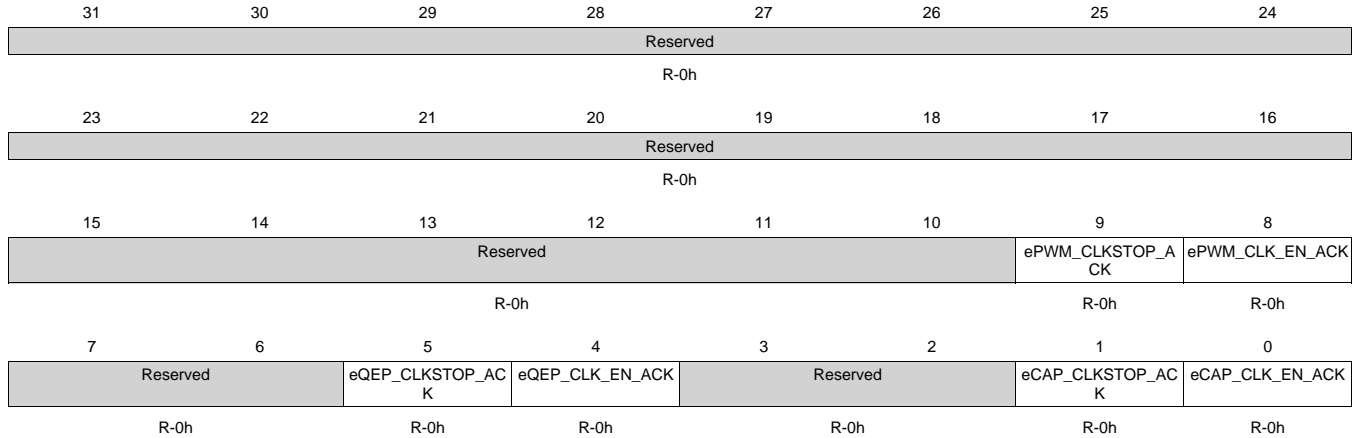 31 30 29 28 27 26 25 24
Reserved
R-0h
23 22 21 20 19 18 17 16
Reserved
R-0h
15 14 13 12 11 10 9 8
Reserved ePWM_CLKSTOP_A ePWM_CLK_EN_ACK
CK
R-0h R-0h R-0h
7 6 5 4 3 2 1 0
Reserved eQEP_CLKSTOP_AC eQEP_CLK_EN_ACK Reserved eCAP_CLKSTOP_AC eCAP_CLK_EN_ACK
K K
R-0h R-0h R-0h R-0h R-0h R-0h